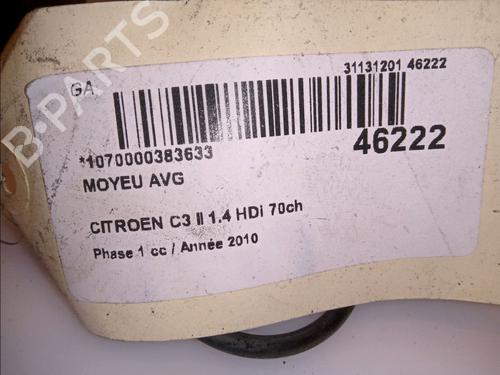 B-PARTS
GA
31131201 46222
*1070000383633
46222
MOYEU AVG
CITROEN C3 II 1.4 HDi 70ch
Phase 1 cc / Année 2010